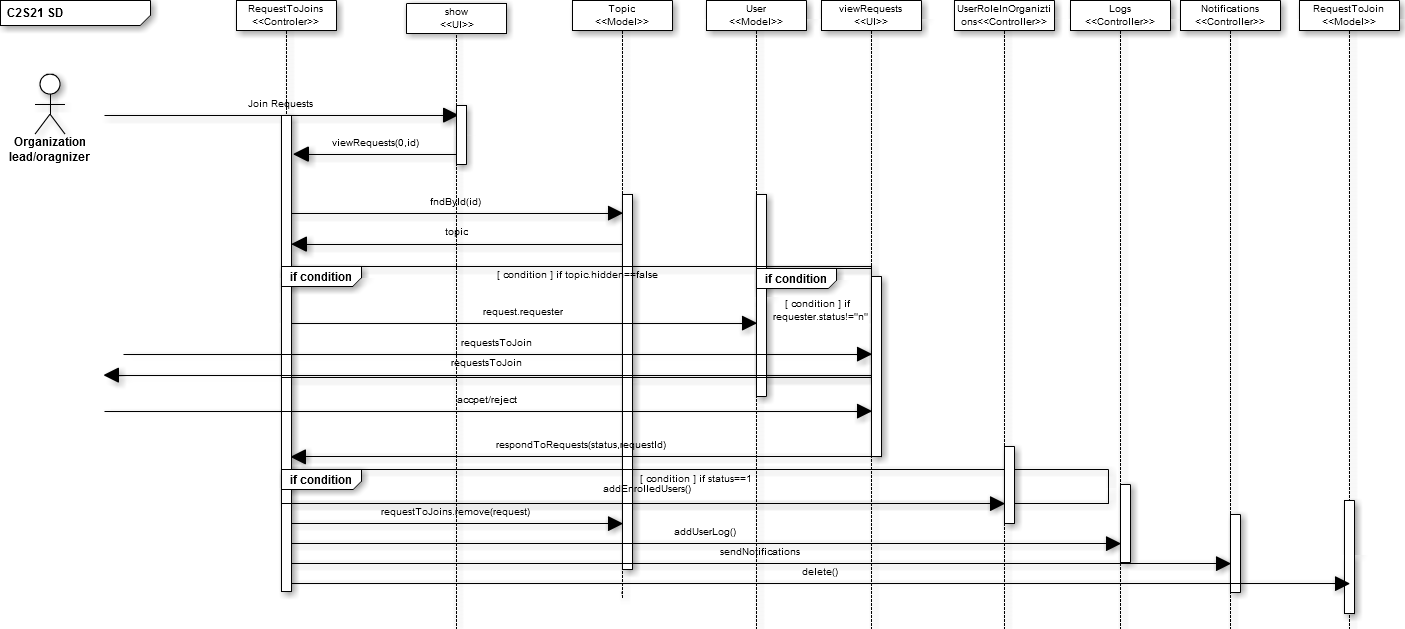 C2S21 SD
RequestToJoins
<<Controler>>
show
<<UI>>
Topic
<<Model>>
User
<<Model>>
viewRequests
<<UI>>
UserRoleInOrganizti
ons<<Controller>>
Logs
<<Controller>>
Notifications
<<Controller>>
RequestToJoin
<<Model>>
Organization
lead/oragnizer
Join Requests
viewRequests(0,id)
fndById(id)
topic
if condition
[ condition ] if topic.hidden==false
if condition
[ condition ] if
requester.status!="n"
request.requester
requestsToJoin
requestsToJoin
accpet/reject
respondToRequests(status,requestId)
if condition
[ condition ] if status==1
addEnrolledUsers()
requestToJoins.remove(request)
addUserLog()
sendNotifications
delete()